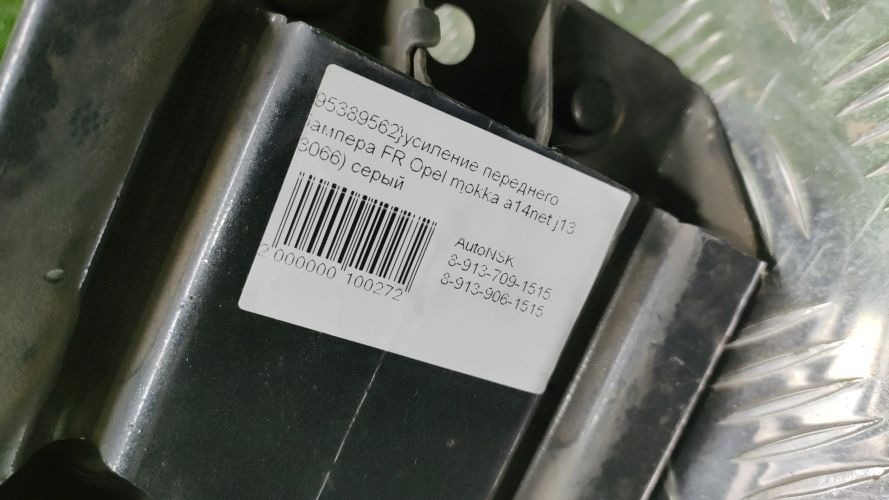 95389562)усиление переднего
бампера FR Opel mokka a14net j13
3066) серый
2 000000 100272
AutoNSK
8-913-709-1515,
8-913-906-1515